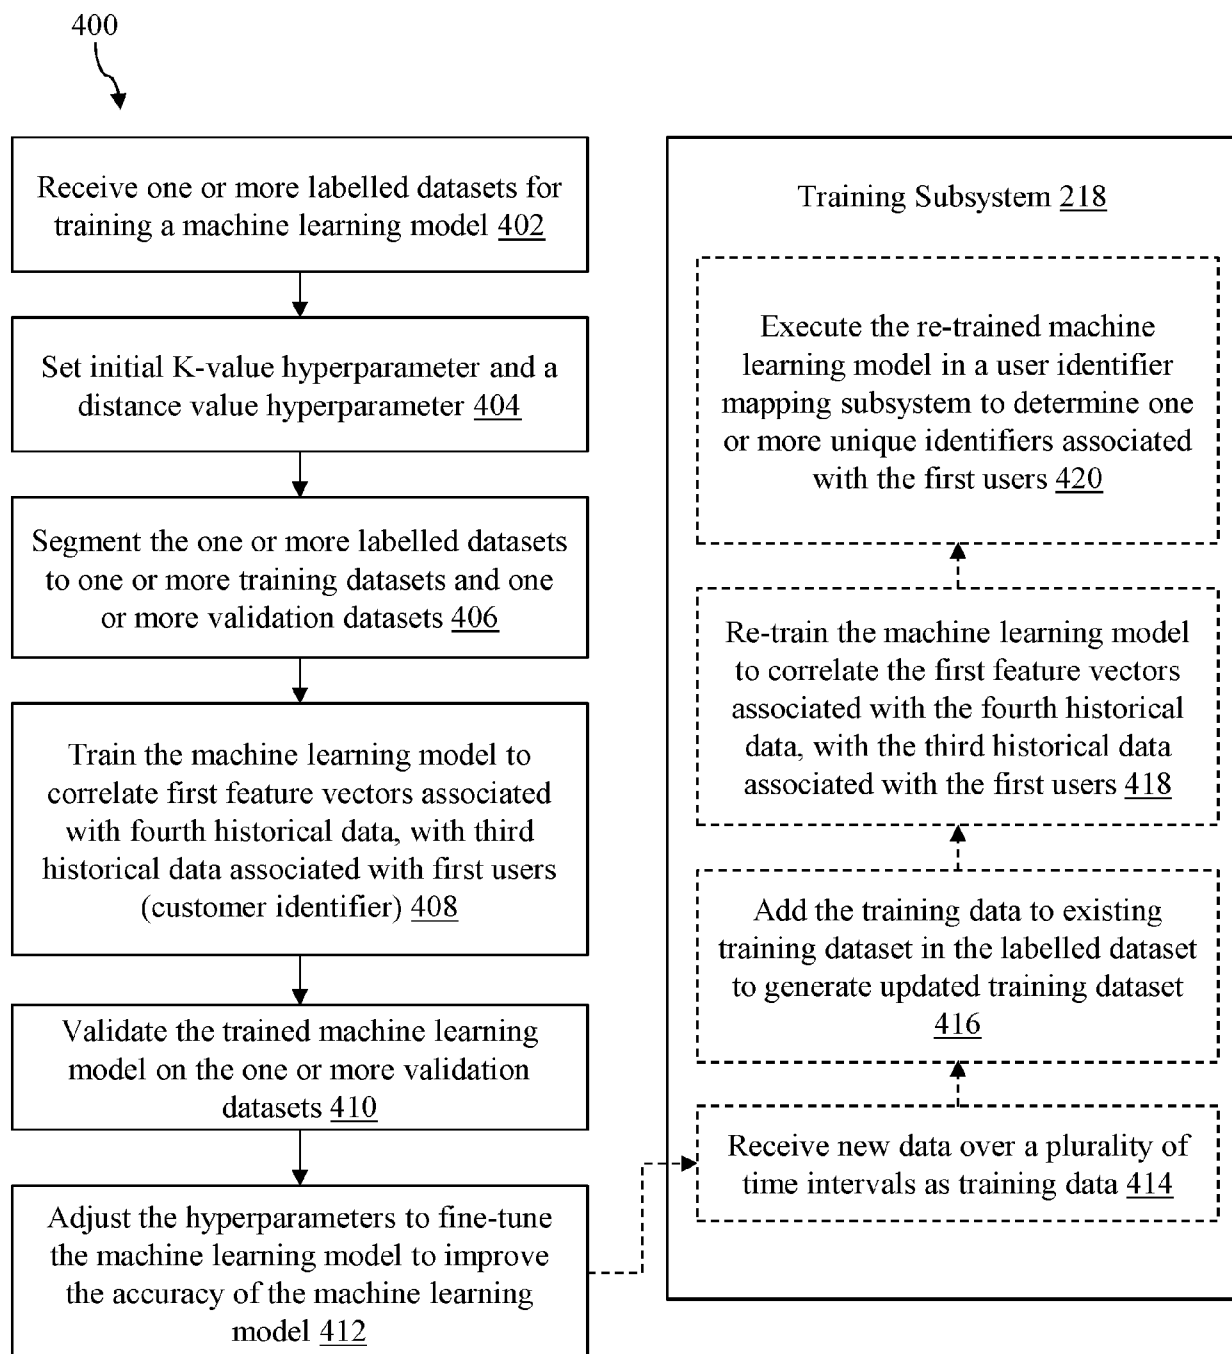 400
Receive one or more labelled datasets for
training a machine learning model 402
Set initial K-value hyperparameter and a
distance value hyperparameter 404
Segment the one or more labelled datasets
to one or more training datasets and one
or more validation datasets 406
Train the machine learning model to
correlate first feature vectors associated
with fourth historical data, with third
historical data associated with first users
(customer identifier) 408
Validate the trained machine learning
model on the one or more validation
datasets 410
Adjust the hyperparameters to fine-tune
the machine learning model to improve
the accuracy of the machine learning
model 412
Training Subsystem 218
Execute the re-trained machine
learning model in a user identifier
mapping subsystem to determine one
or more unique identifiers associated
with the first users 420
Re-train the machine learning model
to correlate the first feature vectors
associated with the fourth historical
data, with the third historical data
associated with the first users 418
Add the training data to existing
training dataset in the labelled dataset
to generate updated training dataset
416
Receive new data over a plurality of
time intervals as training data 414